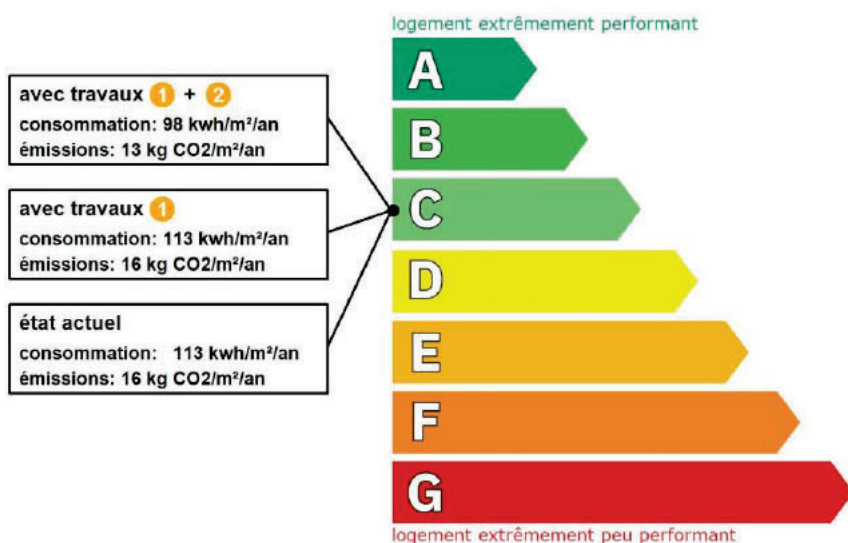 logement extrêmement performant
avec travaux 1 + 2
consommation: 98 kwh/m²/an
émissions: 13 kg CO2/m²/an
avec travaux 1
consommation: 113 kwh/m²/an
émissions: 16 kg CO2/m²/an
état actuel
consommation: 113 kwh/m²/an
émissions: 16 kg CO2/m²/an
A
B
C
D
E
F
G
logement extrêmement peu performant